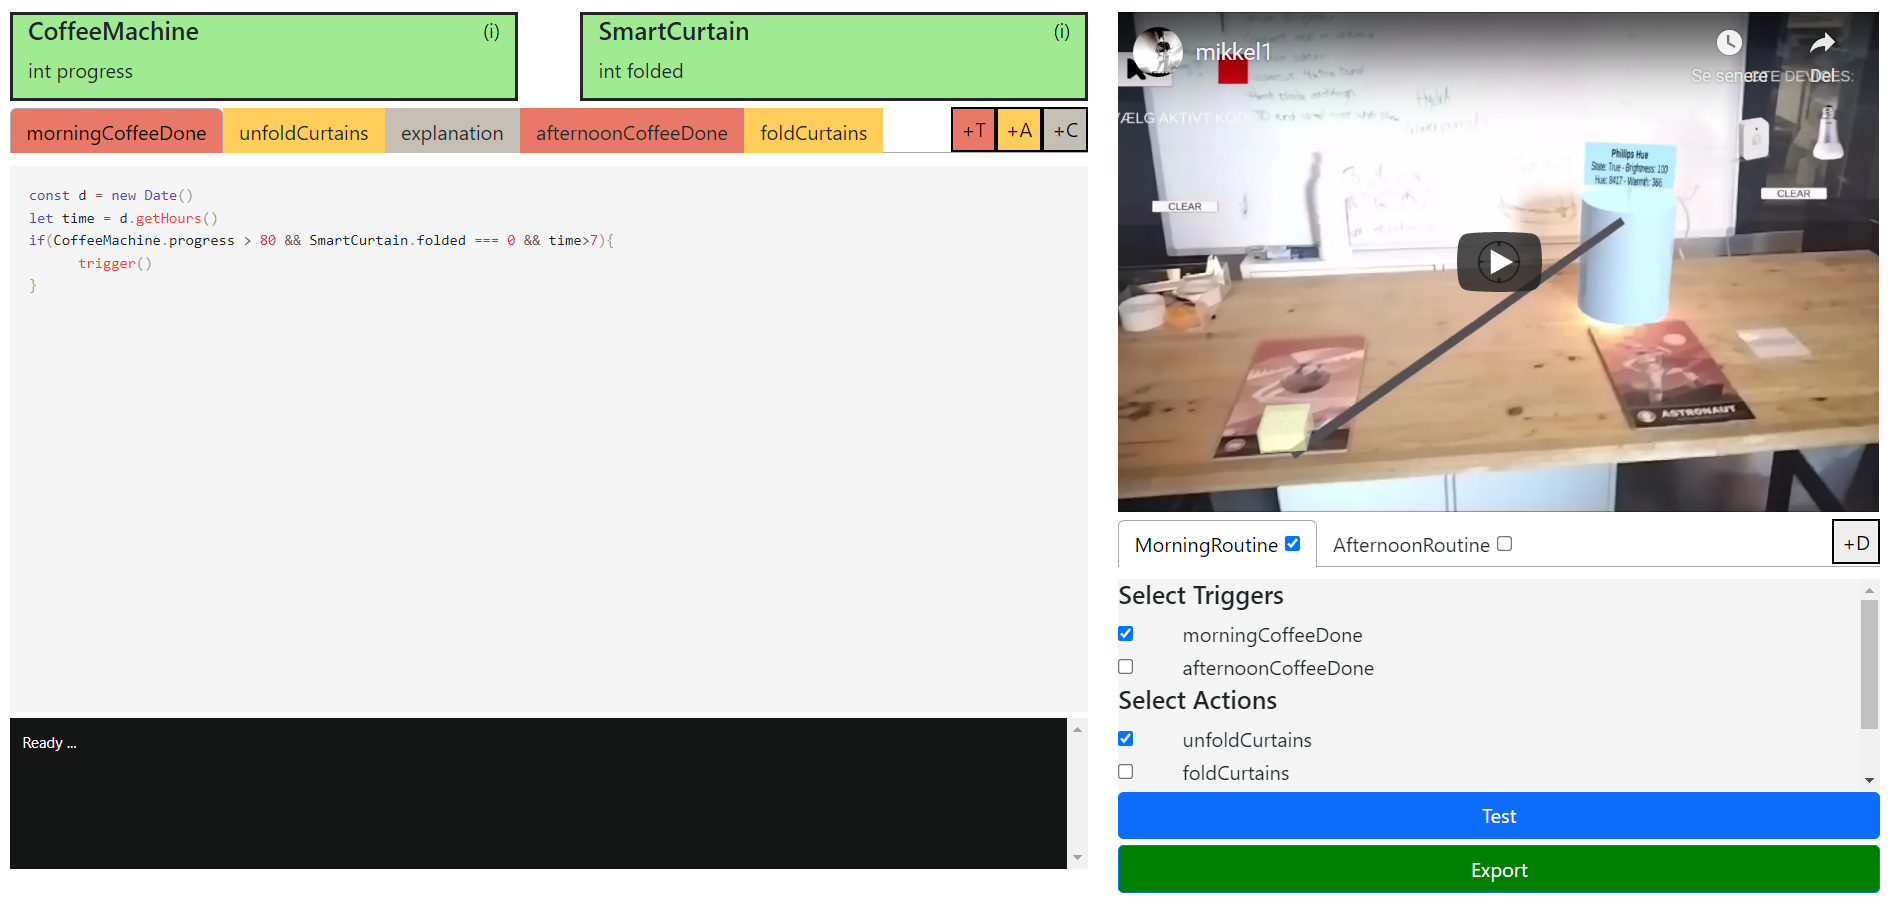 CoffeeMachine (i)
int progress
SmartCurtain (i)
int folded
morningCoffeeDone unfoldCurtains explanation afternoonCoffeeDone foldCurtains +T +A +C
const d = new Date()
let time = d.getHours()
if(CoffeeMachine.progress > 80 && SmartCurtain.folded === 0 && time>7){
trigger()
}
Ready ...
mikkel1
Se senere
Del
DEVICES:
VÆLG AKTIVT KODE
CLEAR
CLEAR
Phillips Hue
State: True - Brightness: 100
Hue: 8417 - Warmth: 366
ASTRONAUT
MorningRoutine AfternoonRoutine +D
Select Triggers
morningCoffeeDone
afternoonCoffeeDone
Select Actions
unfoldCurtains
foldCurtains
Test
Export